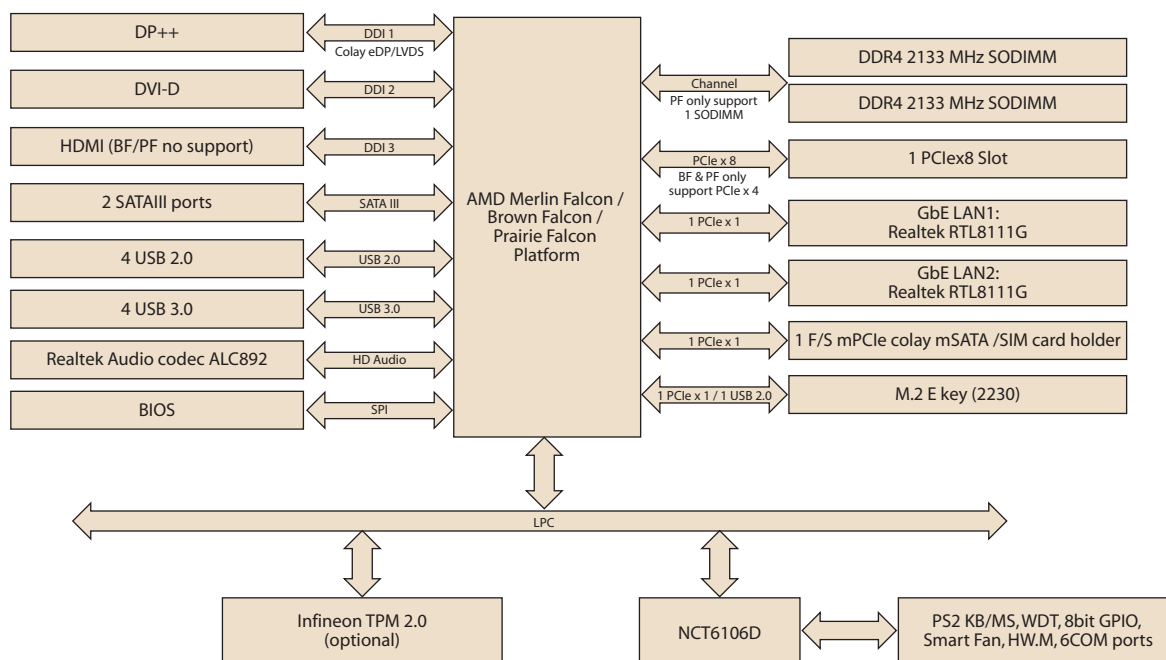 DP++
DDI 1
Colay eDP/LVDS
DVI-D
DDI 2
HDMI (BF/PF no support)
DDI 3
2 SATAIII ports
SATA III
4 USB 2.0
USB 2.0
4 USB 3.0
USB 3.0
Realtek Audio codec ALC892
HD Audio
BIOS
SPI
AMD Merlin Falcon /
Brown Falcon /
Prairie Falcon
Platform
Channel
PF only support
1 SODIMM
DDR4 2133 MHz SODIMM
DDR4 2133 MHz SODIMM
PCIe x 8
BF & PF only
support PCIe x 4
1 PCIex8 Slot
1 PCIe x 1
GbE LAN1:
Realtek RTL8111G
1 PCIe x 1
GbE LAN2:
Realtek RTL8111G
1 PCIe x 1
1 F/S mPCIe colay mSATA /SIM card holder
1 PCIe x 1 / 1 USB 2.0
M.2 E key (2230)
LPC
Infineon TPM 2.0
(optional)
NCT6106D
PS2 KB/MS, WDT, 8bit GPIO,
Smart Fan, HW.M, 6COM ports